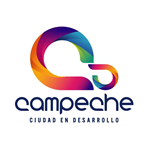 campeche
CIUDAD EN DESARROLLO